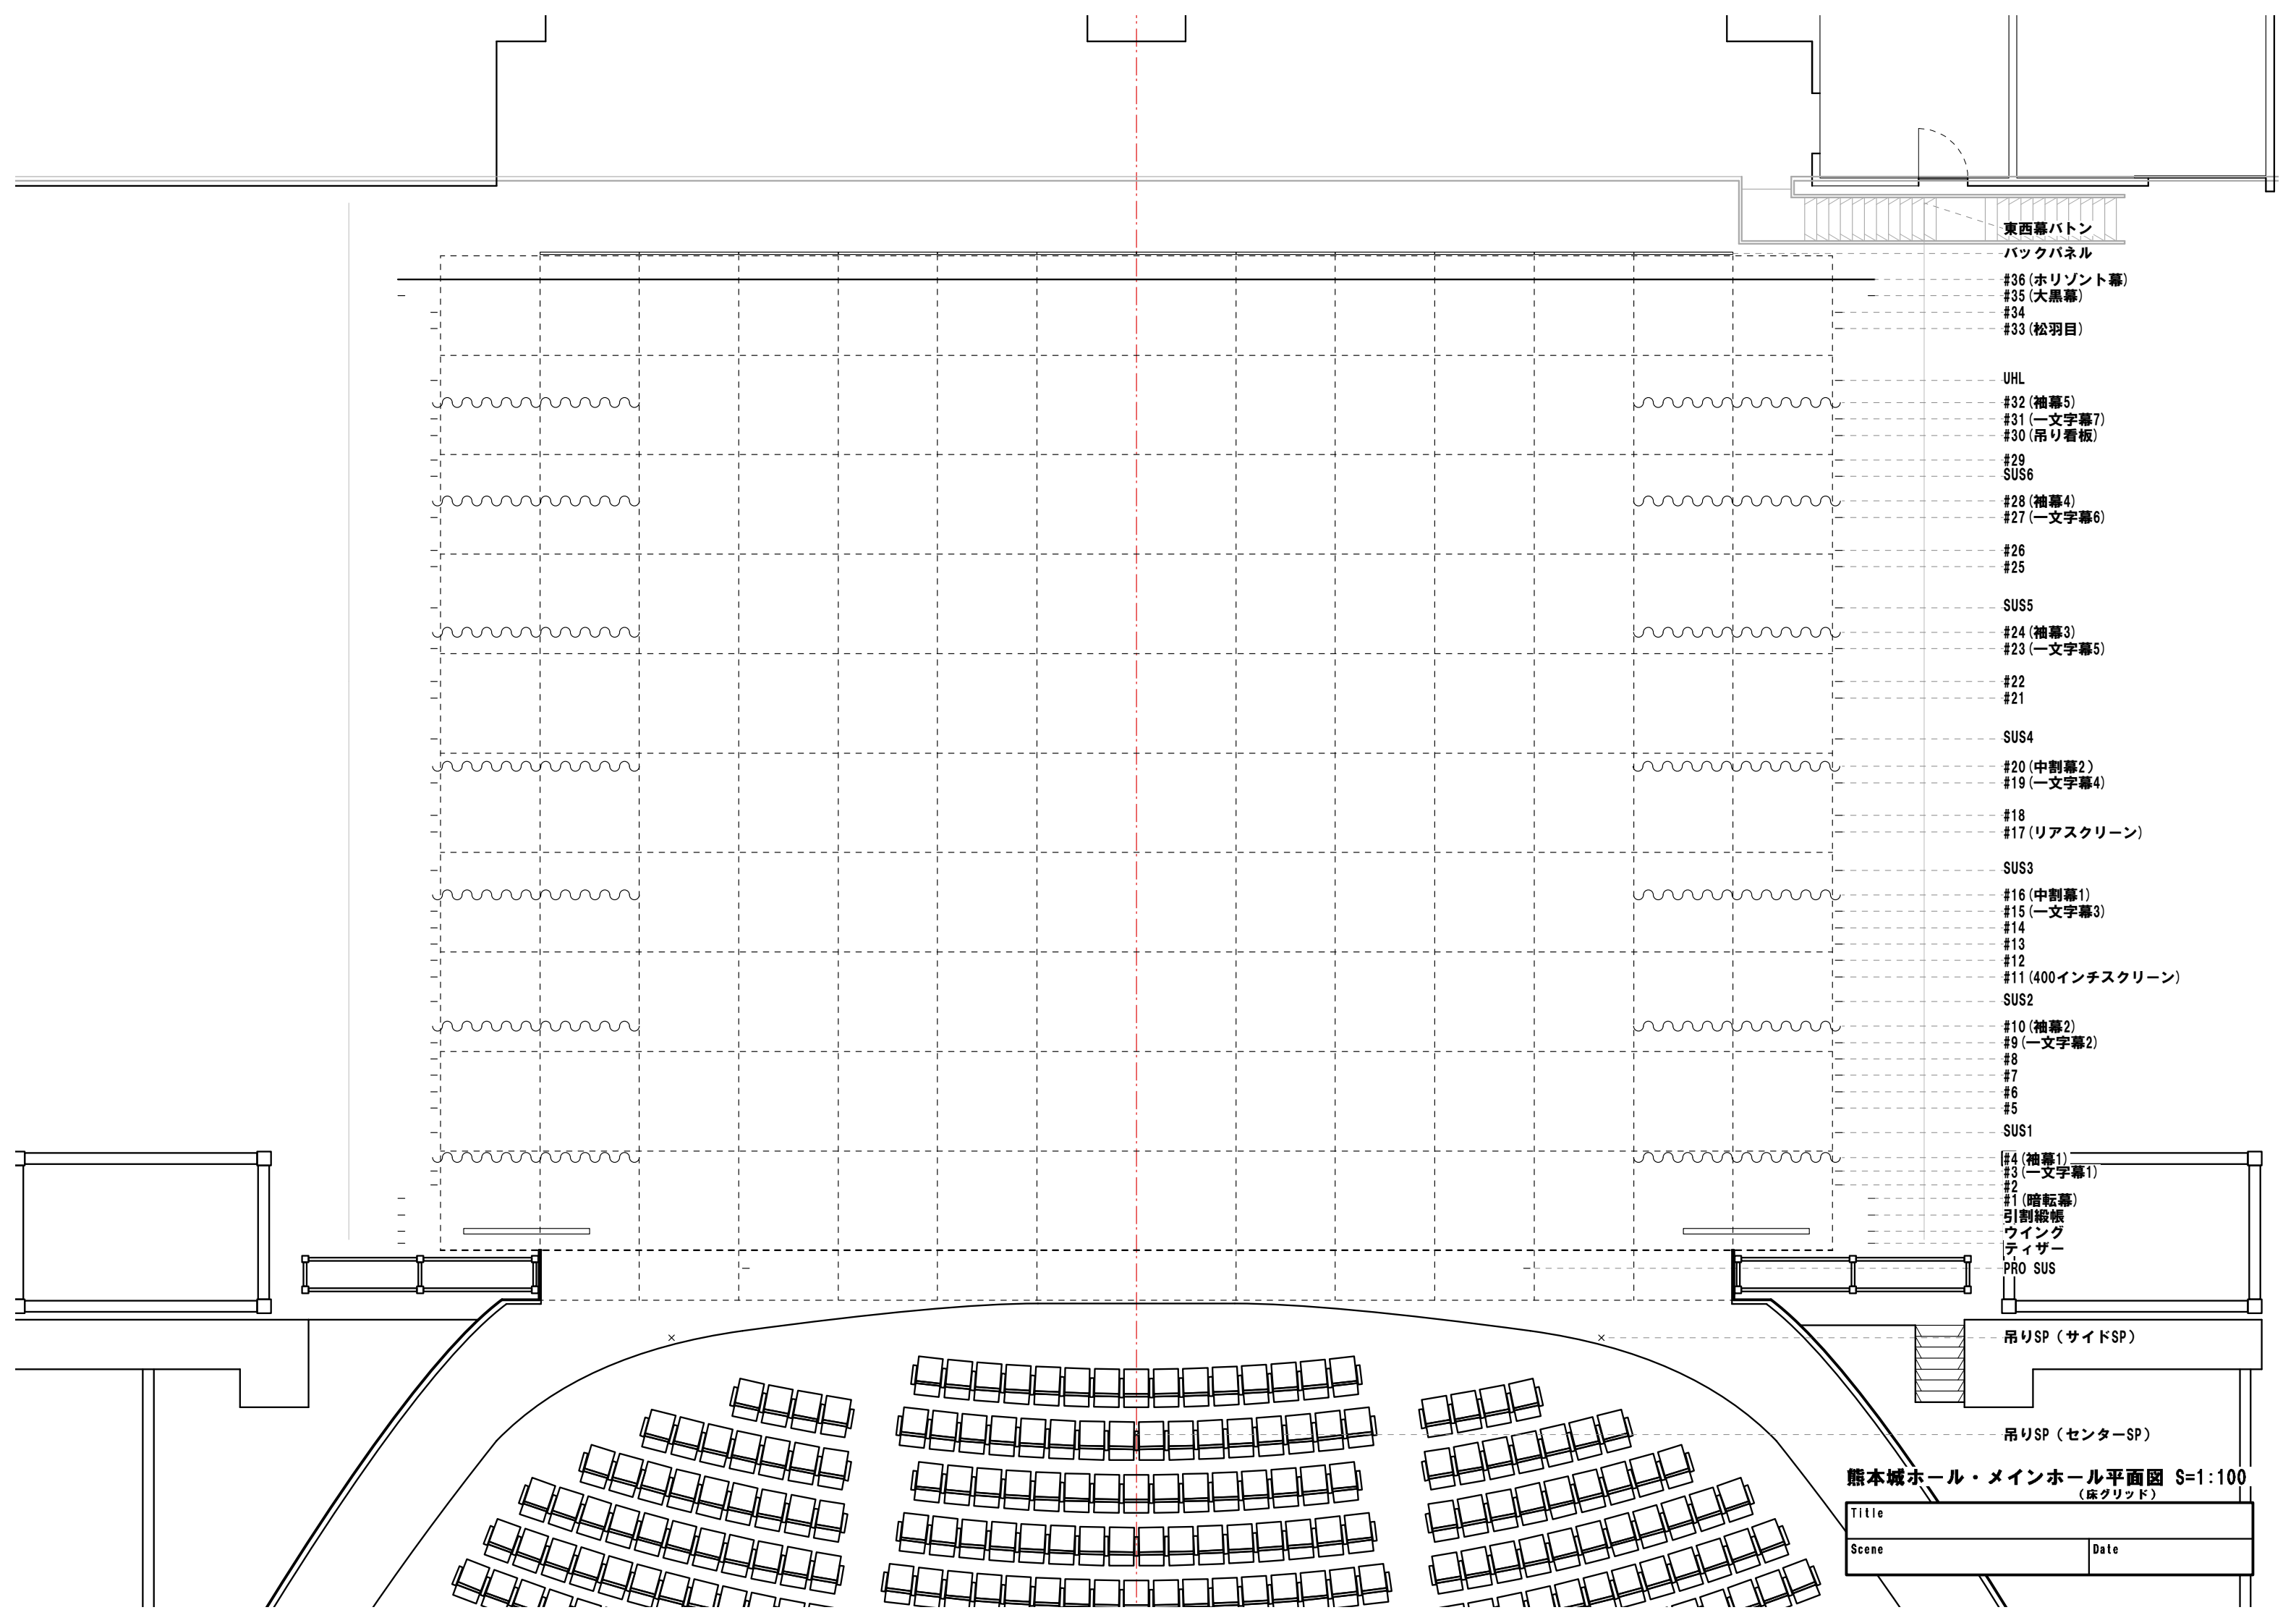 東西幕バトン
バックパネル
#36(ホリゾント幕)
#35(大黒幕)
#34
#33(松羽目)
UHL
#32(袖幕5)
#31(一文字幕7)
#30(吊り看板)
#29
SUS6
#28(袖幕4)
#27(一文字幕6)
#26
#25
SUS5
#24(袖幕3)
#23(一文字幕5)
#22
#21
SUS4
#20(中割幕2)
#19(一文字幕4)
#18
#17(リアスクリーン)
SUS3
#16(中割幕1)
#15(一文字幕3)
#14
#13
#12
#11(400インチスクリーン)
SUS2
#10(袖幕2)
#9(一文字幕2)
#8
#7
#6
#5
SUS1
#4(袖幕1)
#3(一文字幕1)
#2
#1(暗転幕)
引割緞帳
ウイング
ティザー
PRO SUS
吊りSP（サイドSP）
吊りSP（センターSP）
熊本城ホール・メインホール平面図 S=1:100
（床グリッド）
Title
Scene
Date